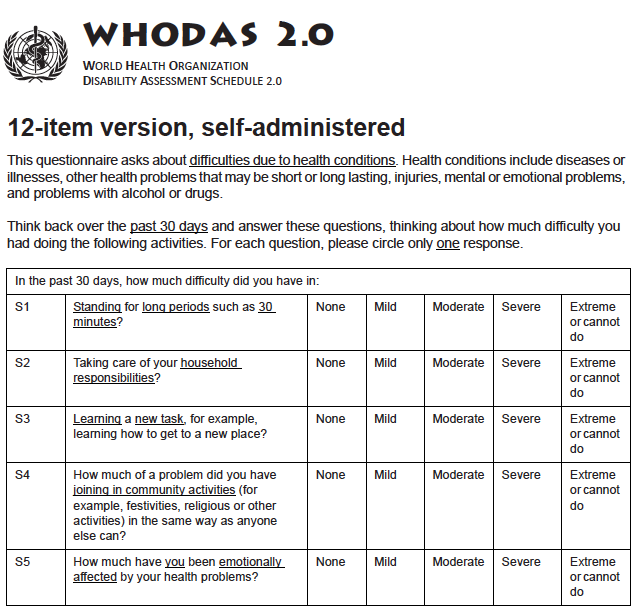 WHODAS 2.0
WORLD HEALTH ORGANIZATION
DISABILITY ASSESSMENT SCHEDULE 2.0
12-item version, self-administered
This questionnaire asks about difficulties due to health conditions. Health conditions include diseases or
illnesses, other health problems that may be short or long lasting, injuries, mental or emotional problems,
and problems with alcohol or drugs.
Think back over the past 30 days and answer these questions, thinking about how much difficulty you
had doing the following activities. For each question, please circle only one response.
In the past 30 days, how much difficulty did you have in:
S1 Standing for long periods such as 30 None Mild Moderate Severe Extreme
minutes? or cannot
do
S2 Taking care of your household None Mild Moderate Severe Extreme
responsibilities? or cannot
do
S3 Learning a new task, for example, None Mild Moderate Severe Extreme
learning how to get to a new place? or cannot
do
S4 How much of a problem did you have None Mild Moderate Severe Extreme
joining in community activities (for or cannot
example, festivities, religious or other do
activities) in the same way as anyone
else can?
S5 How much have you been emotionally None Mild Moderate Severe Extreme
affected by your health problems? or cannot
do